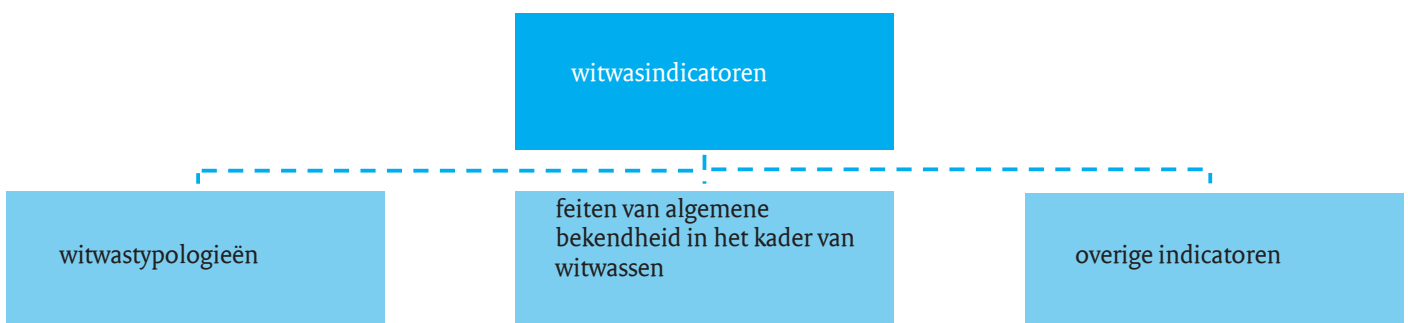 witwasindicatoren
witwastypologieën
feiten van algemene
bekendheid in het kader van
witwassen
overige indicatoren